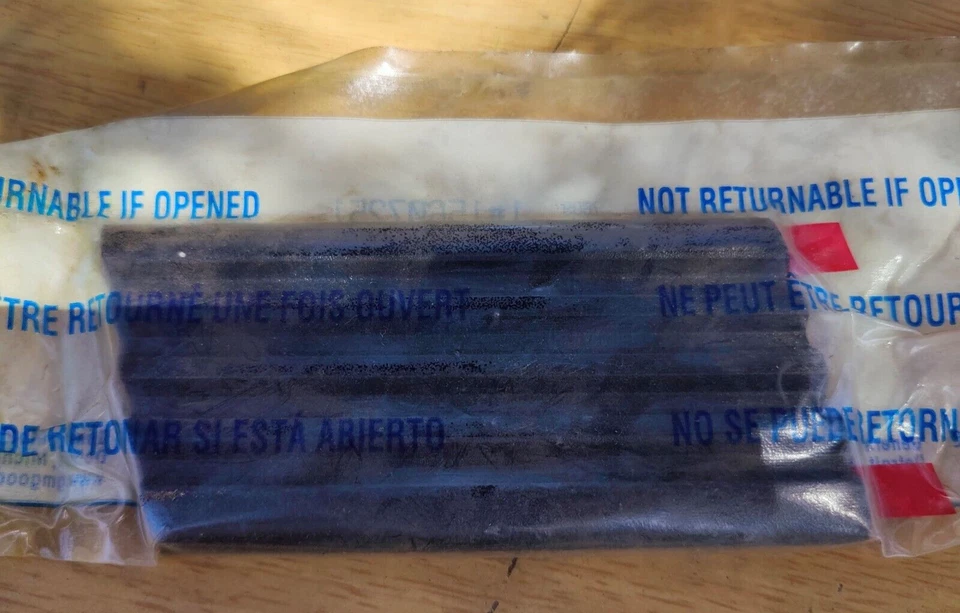 URNABLE IF OPENED NOT RETURNABLE IF OPE
TRE RETOURNÉ UNE FOIS OUVERT NE PEUT ÊTRE RETOUR
DE RETONAR SI ESTÁ ABIERTO NO SE PUEDE RETORN